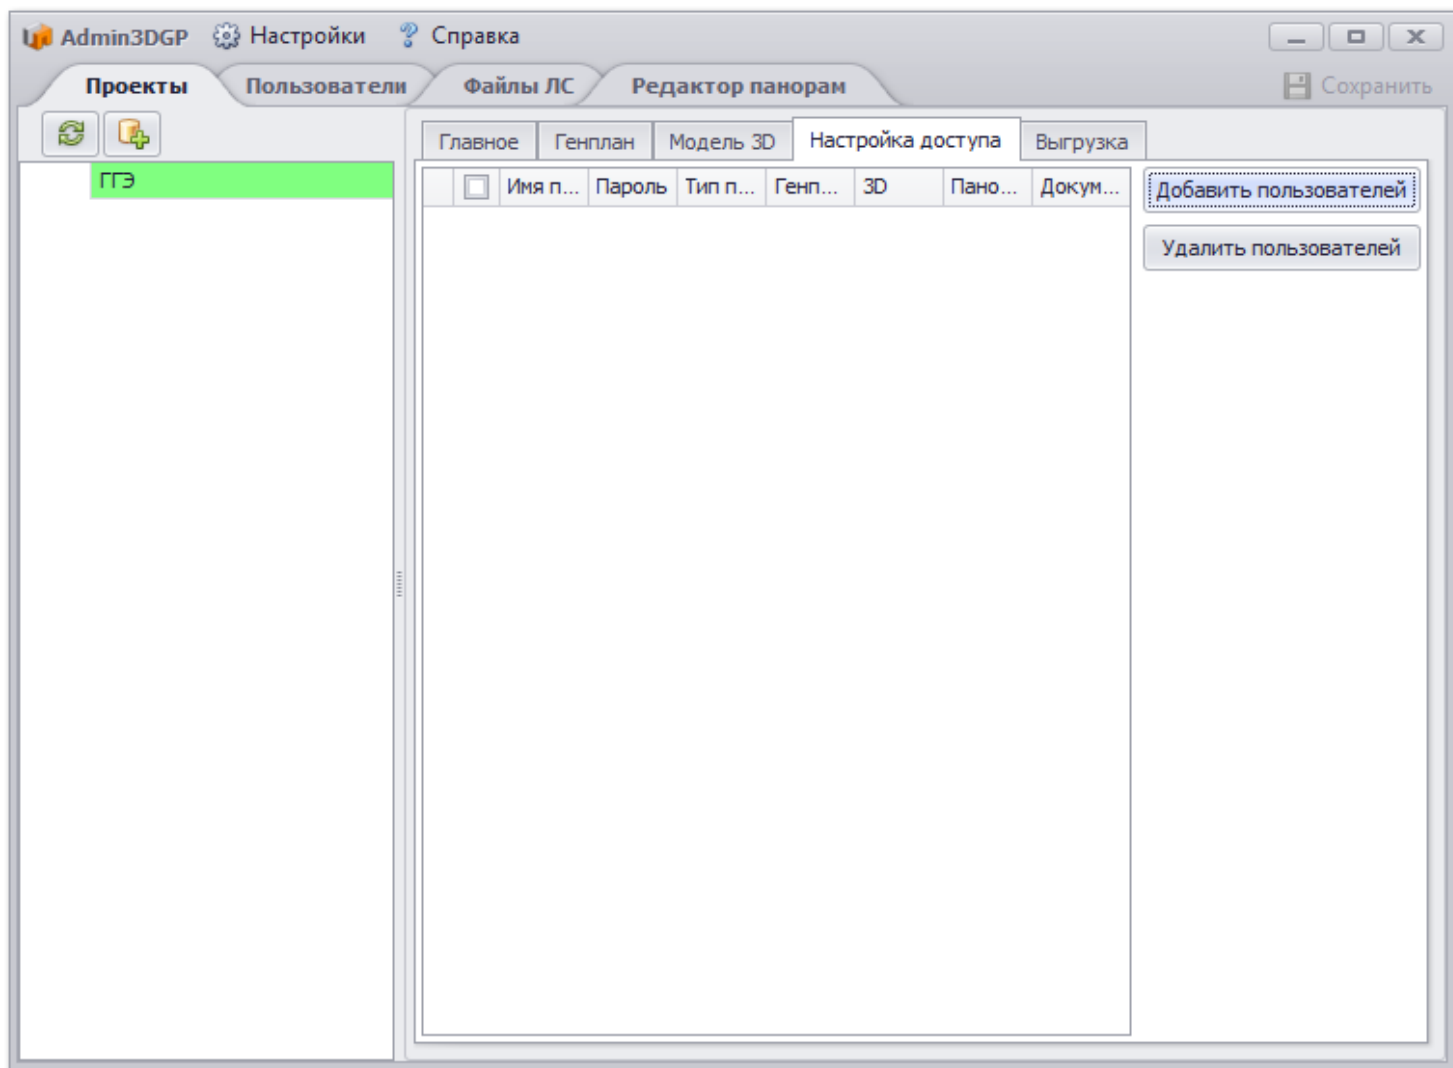 Admin3DGP Настройки Справка
Проекты Пользователи Файлы ЛС Редактор панорам Сохранить
Главное Генплан Модель 3D Настройка доступа Выгрузка
ГГЭ
Имя п... Пароль Тип п... Генп... 3D Пано... Докум...
Добавить пользователей
Удалить пользователей